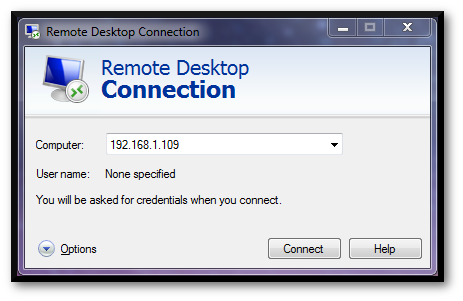 Remote Desktop Connection
Remote Desktop
Connection
Computer: 192.168.1.109
User name: None specified
You will be asked for credentials when you connect.
Options Connect Help